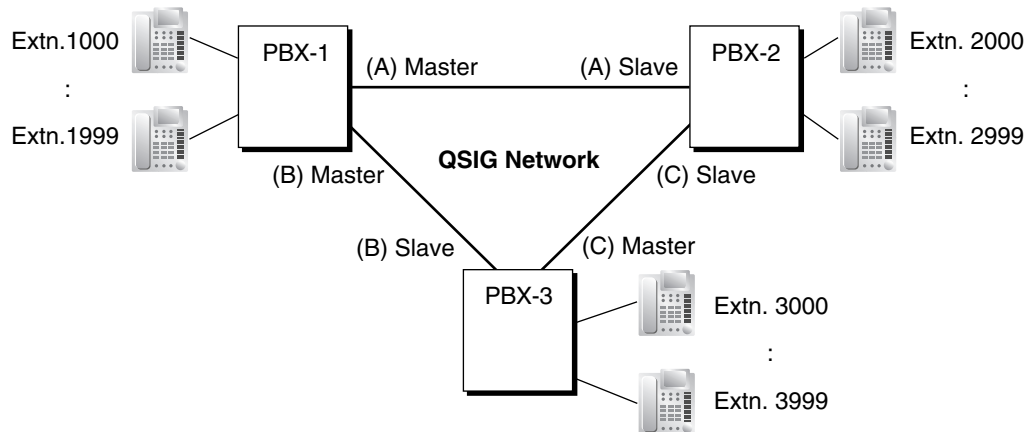 Extn.1000
:
Extn.1999
PBX-1
(A) Master
(A) Slave
PBX-2
Extn. 2000
:
Extn. 2999
QSIG Network
(B) Master
(C) Slave
(B) Slave
(C) Master
PBX-3
Extn. 3000
:
Extn. 3999